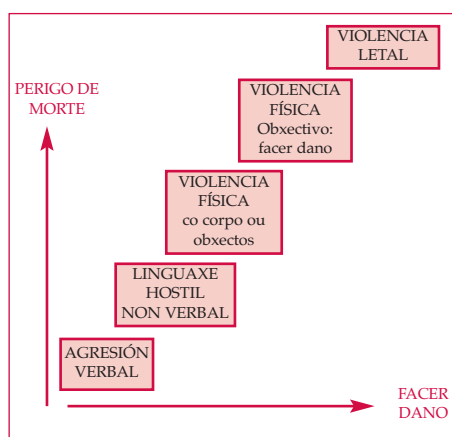 VIOLENCIA
LETAL
PERIGO DE
MORTE
VIOLENCIA
FÍSICA
Obxectivo:
facer dano
VIOLENCIA
FÍSICA
co corpo ou
obxectos
LINGUAXE
HOSTIL
NON VERBAL
AGRESIÓN
VERBAL
FACER
DANO